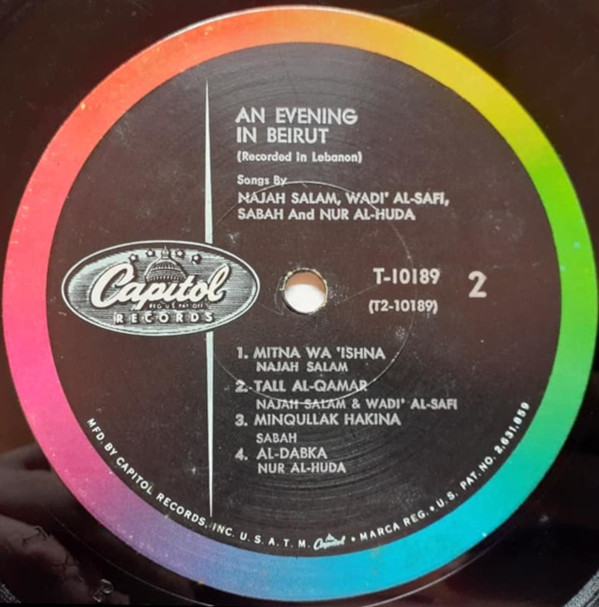 AN EVENING
IN BEIRUT
(Recorded in Lebanon)
Songs By
NAJAH SALAM, WADI' AL-SAFI,
SABAH And NUR AL-HUDA
Capitol
REG. U.S. PAT. OFF.
RECORDS
T-10189
2
(T2-10189)
1. MITNA WA 'ISHNA
NAJAH SALAM
2. TALL AL-QAMAR
NAJAH SALAM & WADI' AL-SAFI
3. MINQULLAK HAKINA
SABAH
4. AL-DABKA
NUR AL-HUDA
MFD. BY CAPITOL RECORDS, INC. U.S.A. T.M. Capitol • MARCA REG. • U.S. PAT. NO. 2,631,859